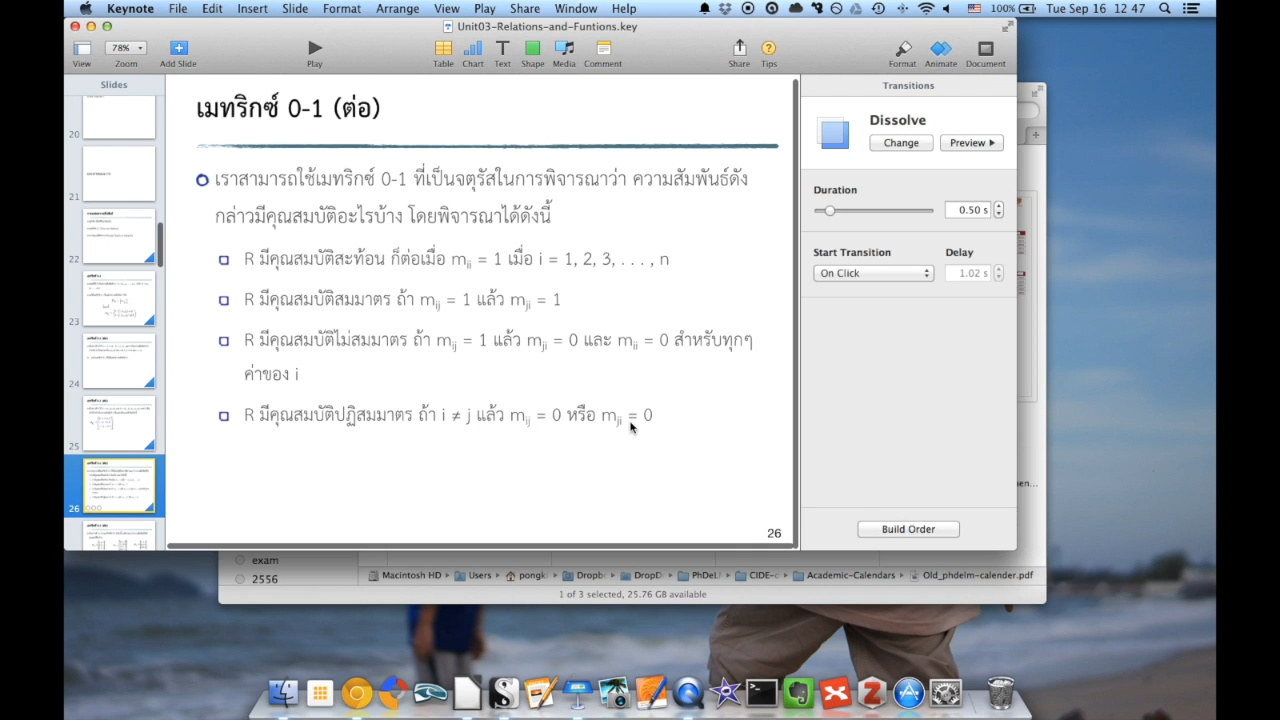 Keynote File Edit Insert Slide Format Arrange View Play Share Window Help 100% Tue Sep 16 12 47
Unit03-Relations-and-Funtions.key
78%
View Zoom Add Slide Play Table Chart Text Shape Media Comment Share Tips Format Animate Document
Slides
Transitions
20
21
22
23
24
25
26
เมทริกซ์ 0-1 (ต่อ)
เราสามารถใช้เมทริกซ์ 0-1 ที่เป็นจตุรัสในการพิจารณาว่า ความสัมพันธ์ดัง
กล่าวมีคุณสมบัติอะไรบ้าง โดยพิจารณาได้ดังนี้
R มีคุณสมบัติสะท้อน ก็ต่อเมื่อ mii = 1 เมื่อ i = 1, 2, 3, . . . , n
R มีคุณสมบัติสมมาตร ถ้า mij = 1 แล้ว mji = 1
R มีคุณสมบัติไม่สมมาตร ถ้า mij = 1 แล้ว mji = 0 และ mii = 0 สำหรับทุกๆ
ค่าของ i
R มีคุณสมบัติปฏิสมมาตร ถ้า i ≠ j แล้ว mij = 0 หรือ mji = 0
26
Dissolve
Change Preview
Duration
0.50 s
Start Transition Delay
On Click 1.02 s
Build Order
exam
2556
Macintosh HD Users pongk Dropb DropD PhDeL CIDE-c Academic-Calendars Old_phdelm-calender.pdf
1 of 3 selected, 25.76 GB available